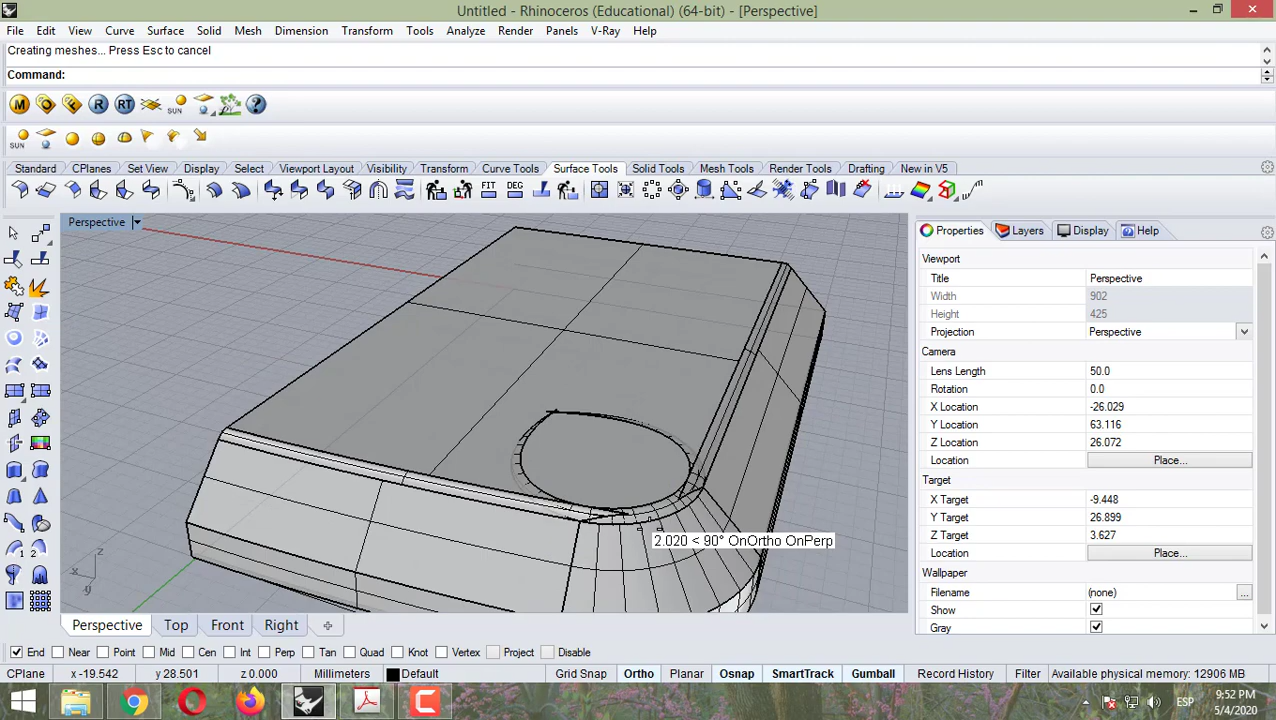 Untitled - Rhinoceros (Educational) (64-bit) - [Perspective]
File Edit View Curve Surface Solid Mesh Dimension Transform Tools Analyze Render Panels V-Ray Help
Creating meshes... Press Esc to cancel
Command:
M O F R RT SUN ?
SUN
Standard CPlanes Set View Display Select Viewport Layout Visibility Transform Curve Tools Surface Tools Solid Tools Mesh Tools Render Tools Drafting New in V5
FIT DEG
Perspective
Properties Layers Display Help
Viewport
Title Perspective
Width 902
Height 425
Projection Perspective
Camera
Lens Length 50.0
Rotation 0.0
X Location -26.029
Y Location 63.116
Z Location 26.072
Location Place...
Target
X Target -9.448
Y Target 26.899
Z Target 3.627
Location Place...
Wallpaper
Filename (none) ...
Show
Gray
2.020 < 90° OnOrtho OnPerp
z
x
y
Perspective Top Front Right
End Near Point Mid Cen Int Perp Tan Quad Knot Vertex Project Disable
CPlane x -19.542 y 28.501 z 0.000 Millimeters Default Grid Snap Ortho Planar Osnap SmartTrack Gumball Record History Filter Available physical memory: 12906 MB
ESP
9:52 PM
5/4/2020